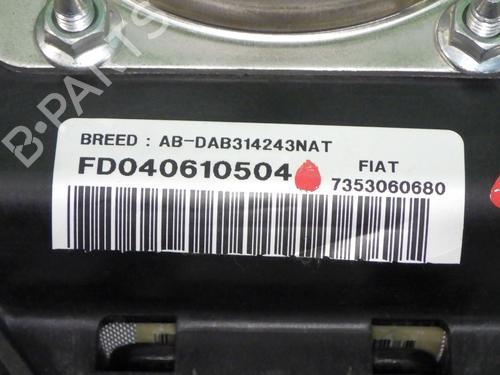 B-PARTS
BREED : AB-DAB314243NAT
FD040610504
FIAT
7353060680